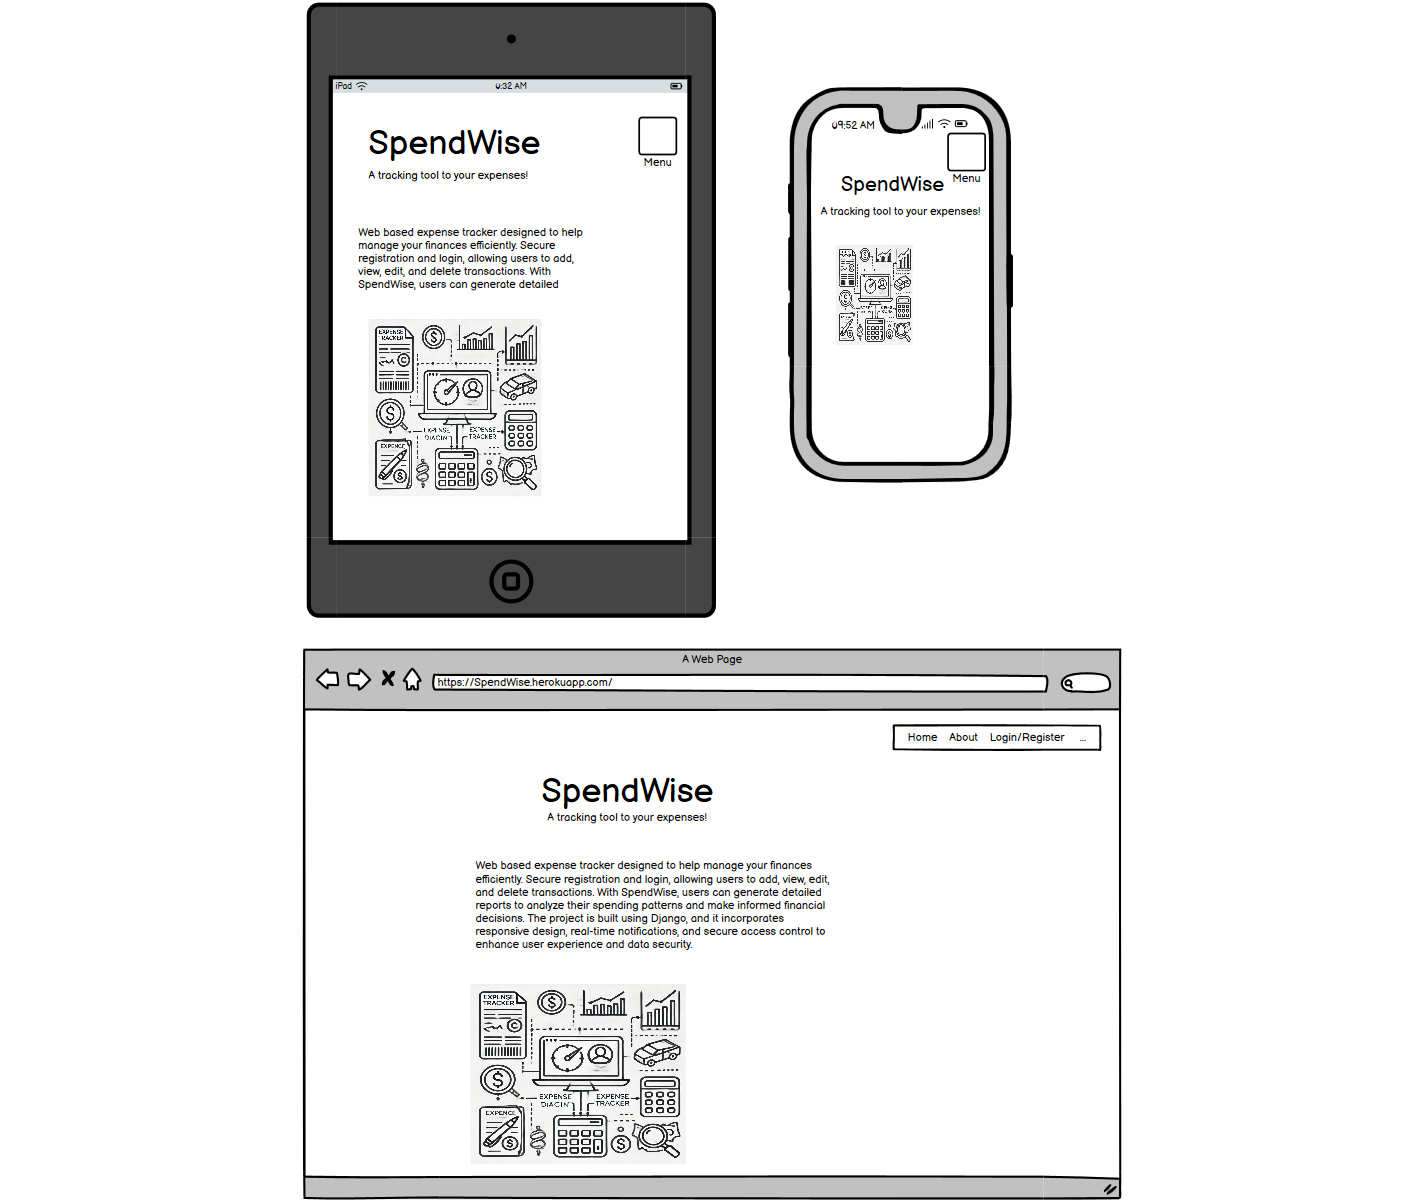 iPad
0:32 AM
SpendWise
Menu
A tracking tool to your expenses!
Web based expense tracker designed to help
manage your finances efficiently. Secure
registration and login, allowing users to add,
view, edit, and delete transactions. With
SpendWise, users can generate detailed
EXPENSE
TRACKER
EXPENSE
EXPENSE
DIAGIN
TRACKER
EXPENCE
09:52 AM
Menu
SpendWise
A tracking tool to your expenses!
A Web Page
https://SpendWise.herokuapp.com/
Home About Login/Register ...
SpendWise
A tracking tool to your expenses!
Web based expense tracker designed to help manage your finances
efficiently. Secure registration and login, allowing users to add, view, edit,
and delete transactions. With SpendWise, users can generate detailed
reports to analyze their spending patterns and make informed financial
decisions. The project is built using Django, and it incorporates
responsive design, real-time notifications, and secure access control to
enhance user experience and data security.
EXPENSE
TRACKER
EXPENSE
EXPENSE
DIAGIN
TRACKER
EXPENCE